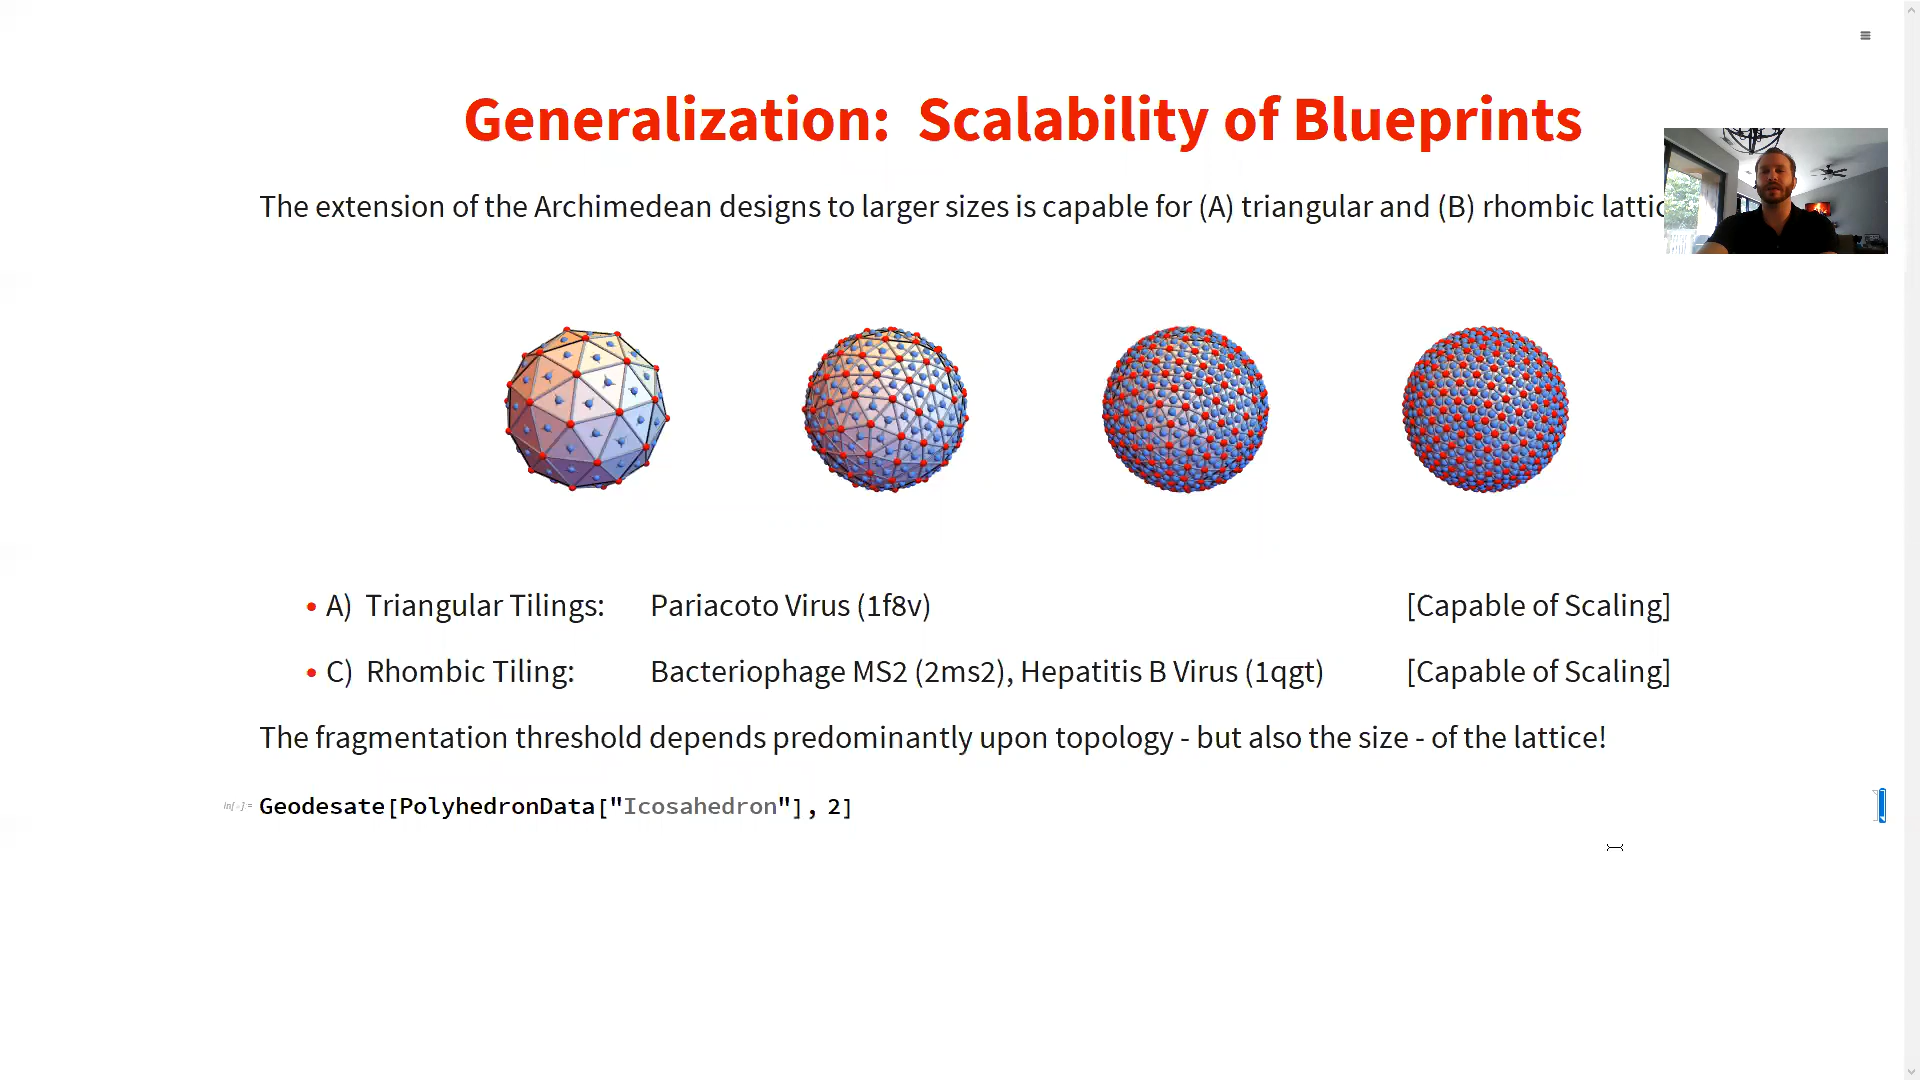 Generalization: Scalability of Blueprints
The extension of the Archimedean designs to larger sizes is capable for (A) triangular and (B) rhombic
• A) Triangular Tilings: Pariacoto Virus (1f8v) [Capable of Scaling]
• C) Rhombic Tiling: Bacteriophage MS2 (2ms2), Hepatitis B Virus (1qgt) [Capable of Scaling]
The fragmentation threshold depends predominantly upon topology - but also the size - of the lattice!
In[-]:= Geodesate[PolyhedronData["Icosahedron"], 2]